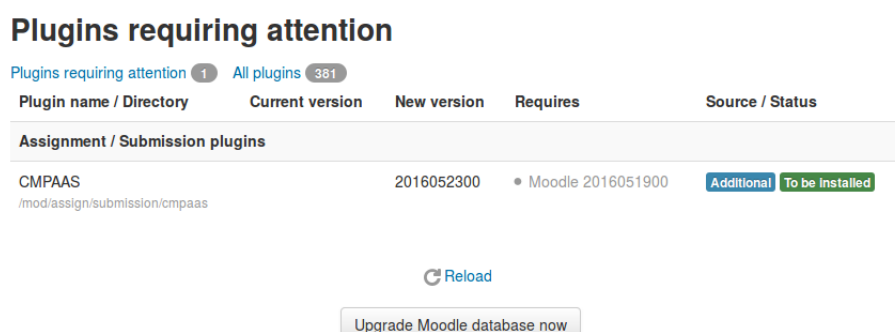 Plugins requiring attention
Plugins requiring attention 1 All plugins 381
Plugin name / Directory Current version New version Requires Source / Status
Assignment / Submission plugins
CMPAAS 2016052300 Moodle 2016051900 Additional To be installed
/mod/assign/submission/cmpaas
Reload
Upgrade Moodle database now